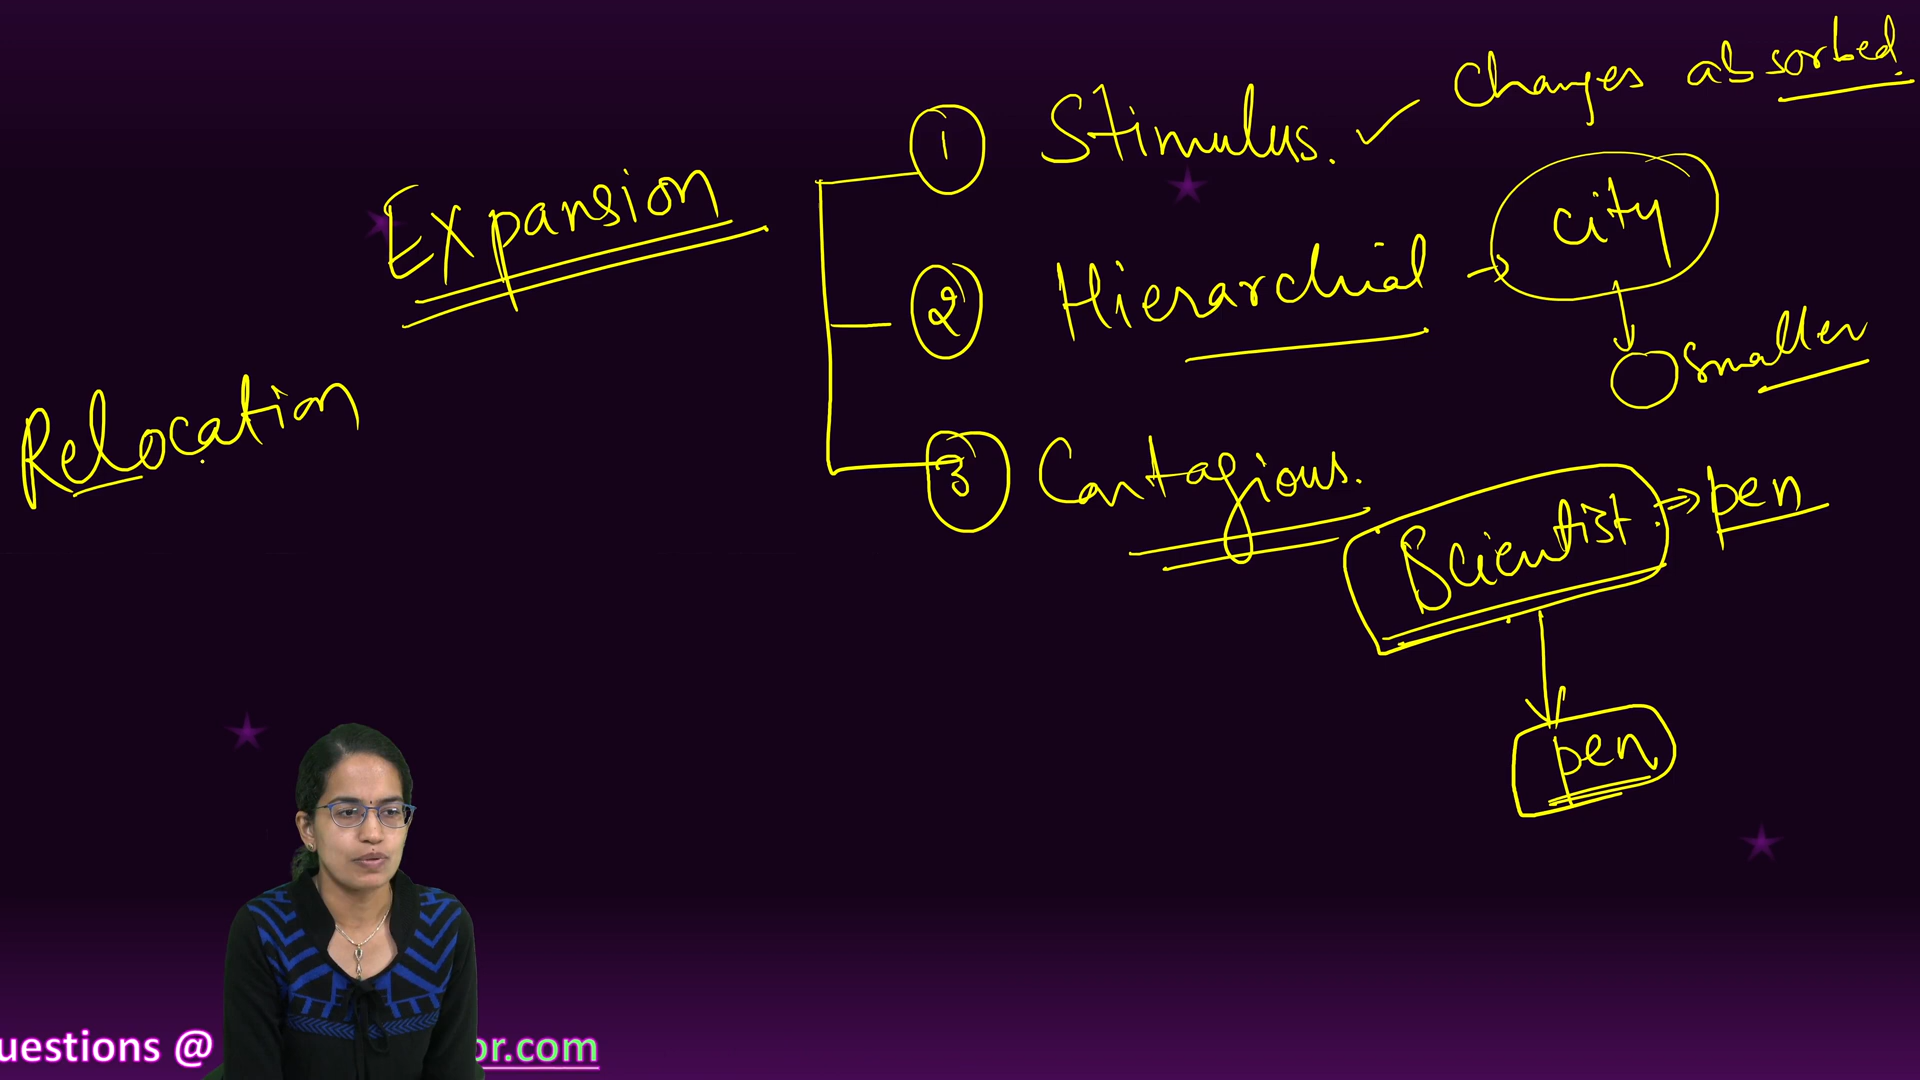 Changes absorbed.
1 Stimulus. ✓
Expansion
city
2 Hierarchial →
smaller
Relocation
3 Contagious.
Scientist. → pen
pen
uestions @ or.com